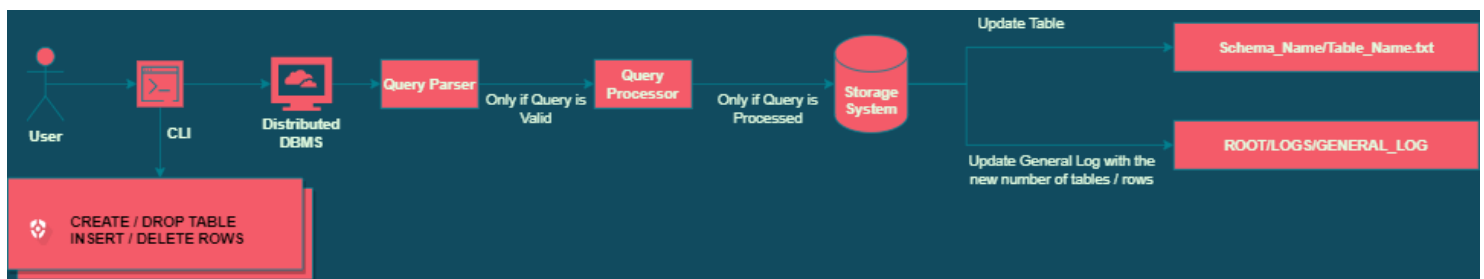 User
CLI
Distributed
DBMS
Query Parser
Only if Query is
Valid
Query
Processor
Only if Query is
Processed
Storage
System
Update Table
Schema_Name/Table_Name.txt
Update General Log with the
new number of tables / rows
ROOT/LOGS/GENERAL_LOG
CREATE / DROP TABLE
INSERT / DELETE ROWS